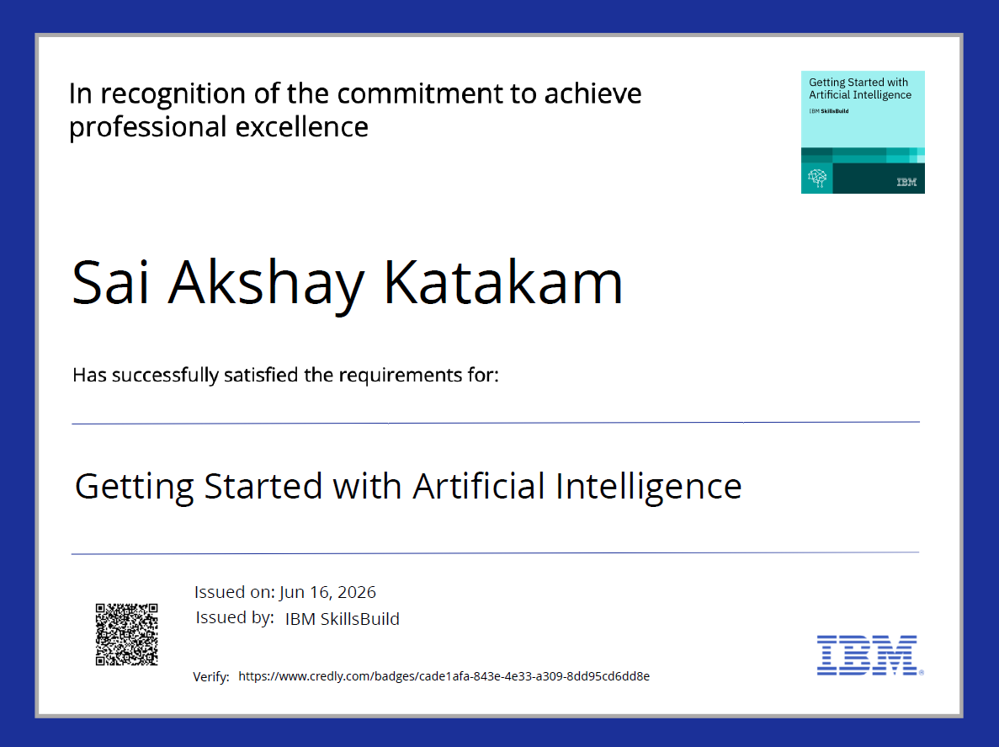 In recognition of the commitment to achieve
professional excellence
Getting Started with
Artificial Intelligence
IBM SkillsBuild
IBM
Sai Akshay Katakam
Has successfully satisfied the requirements for:
Getting Started with Artificial Intelligence
Issued on: Jun 16, 2026
Issued by: IBM SkillsBuild
Verify: https://www.credly.com/badges/cade1afa-843e-4e33-a309-8dd95cd6dd8e
IBM®